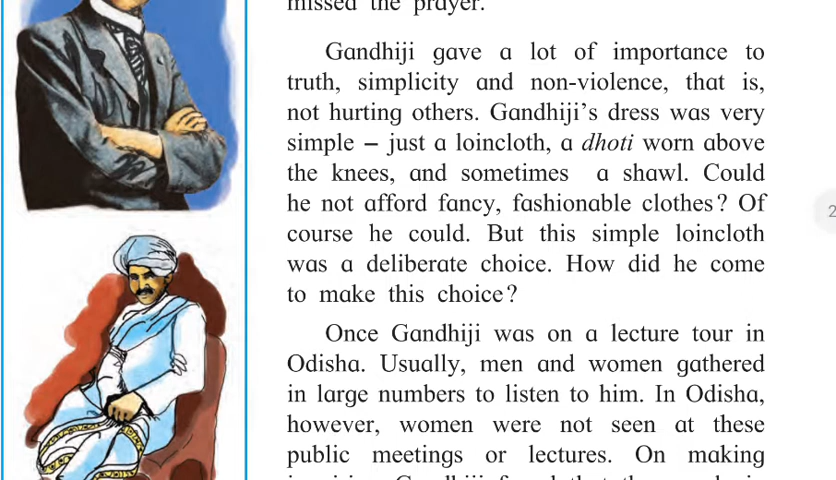 missed the prayer.
Gandhiji gave a lot of importance to
truth, simplicity and non-violence, that is,
not hurting others. Gandhiji’s dress was very
simple – just a loincloth, a dhoti worn above
the knees, and sometimes a shawl. Could
he not afford fancy, fashionable clothes? Of
course he could. But this simple loincloth
was a deliberate choice. How did he come
to make this choice?
Once Gandhiji was on a lecture tour in
Odisha. Usually, men and women gathered
in large numbers to listen to him. In Odisha,
however, women were not seen at these
public meetings or lectures. On making
Gandhiji
2